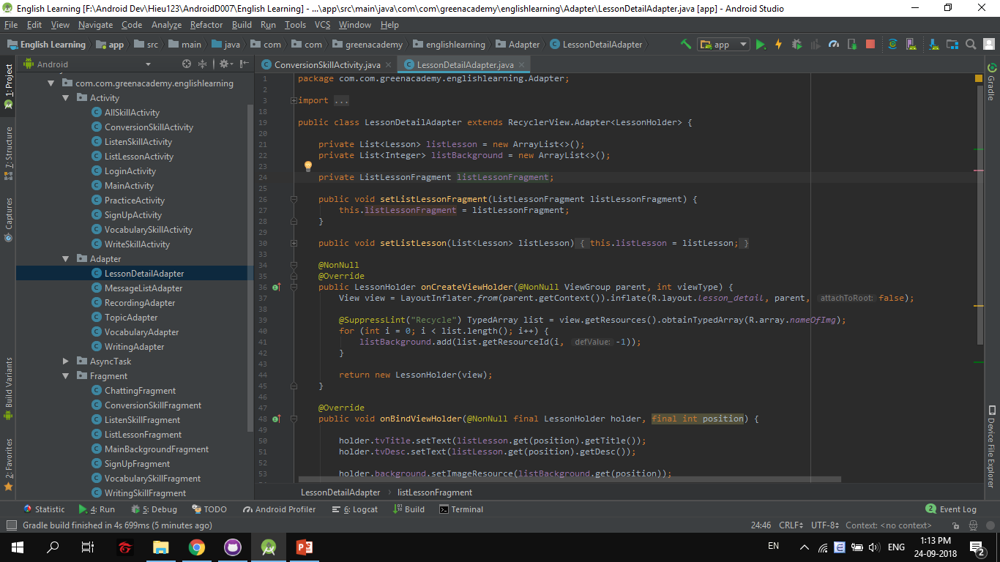 English Learning [F:\Android Dev\Hieu123\AndroidD007\English Learning] - ...\app\src\main\java\com\com\greenacademy\englishlearning\Adapter\LessonDetailAdapter.java [app] - Android Studio
File Edit View Navigate Code Analyze Refactor Build Run Tools VCS Window Help
English Learning app src main java com com greenacademy englishlearning Adapter LessonDetailAdapter app
Android
ConversionSkillActivity.java LessonDetailAdapter.java
1: Project
7: Structure
Captures
Build Variants
2: Favorites
com.com.greenacademy.englishlearning
Activity
AllSkillActivity
ConversionSkillActivity
ListenSkillActivity
ListLessonActivity
LoginActivity
MainActivity
PracticeActivity
SignUpActivity
VocabularySkillActivity
WriteSkillActivity
Adapter
LessonDetailAdapter
MessageListAdapter
RecordingAdapter
TopicAdapter
VocabularyAdapter
WritingAdapter
AsyncTask
Fragment
ChattingFragment
ConversionSkillFragment
ListenSkillFragment
ListLessonFragment
MainBackgroundFragment
SignUpFragment
VocabularySkillFragment
WritingSkillFragment
1 package com.com.greenacademy.englishlearning.Adapter;
2
3 import ...
18
19 public class LessonDetailAdapter extends RecyclerView.Adapter<LessonHolder> {
20
21 private List<Lesson> listLesson = new ArrayList<>();
22 private List<Integer> listBackground = new ArrayList<>();
23
24 private ListLessonFragment listLessonFragment;
25
26 public void setListLessonFragment(ListLessonFragment listLessonFragment) {
27 this.listLessonFragment = listLessonFragment;
28 }
29
30 public void setListLesson(List<Lesson> listLesson) { this.listLesson = listLesson; }
33
34 @NonNull
35 @Override
36 public LessonHolder onCreateViewHolder(@NonNull ViewGroup parent, int viewType) {
37 View view = LayoutInflater.from(parent.getContext()).inflate(R.layout.lesson_detail, parent, attachToRoot: false);
38
39 @SuppressLint("Recycle") TypedArray list = view.getResources().obtainTypedArray(R.array.nameOfImg);
40 for (int i = 0; i < list.length(); i++) {
41 listBackground.add(list.getResourceId(i, defValue: -1));
42 }
43
44 return new LessonHolder(view);
45 }
46
47 @Override
48 public void onBindViewHolder(@NonNull final LessonHolder holder, final int position) {
49
50 holder.tvTitle.setText(listLesson.get(position).getTitle());
51 holder.tvDesc.setText(listLesson.get(position).getDesc());
52
53 holder.background.setImageResource(listBackground.get(position));
Gradle
Device File Explorer
LessonDetailAdapter listLessonFragment
Statistic 4: Run 5: Debug TODO Android Profiler 6: Logcat Build Terminal 2 Event Log
Gradle build finished in 4s 699ms (5 minutes ago) 24:46 CRLF UTF-8 Context: <no context>
EN ENG 1:13 PM
24-09-2018 2